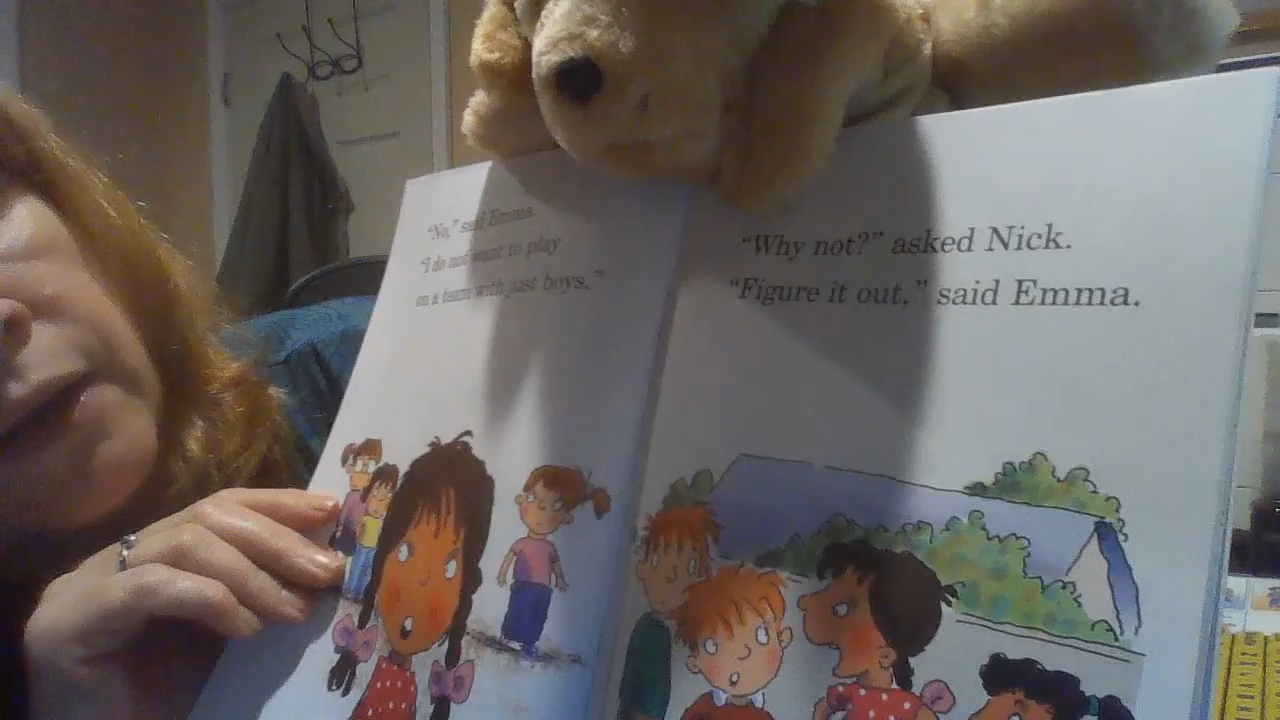 “No,” said Emma.
“I do not want to play
on a team with just boys.”
“Why not?” asked Nick.
“Figure it out,” said Emma.